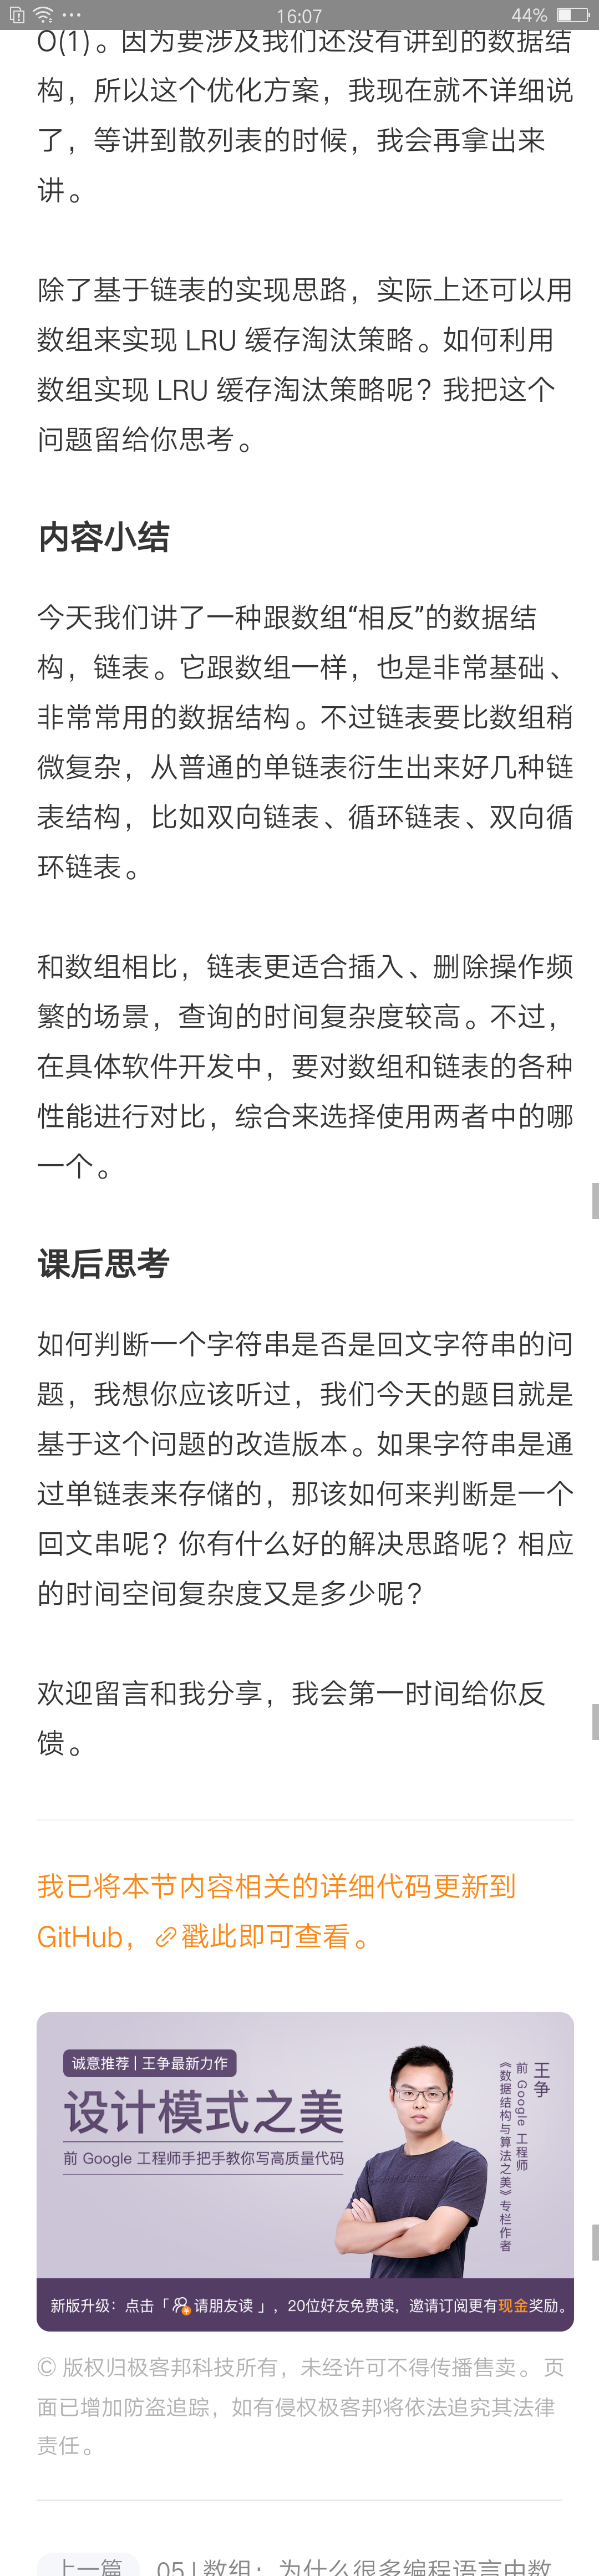 16:07
44%
O(1)。因为要涉及我们还没有讲到的数据结
构，所以这个优化方案，我现在就不详细说
了，等讲到散列表的时候，我会再拿出来
讲。
除了基于链表的实现思路，实际上还可以用
数组来实现 LRU 缓存淘汰策略。如何利用
数组实现 LRU 缓存淘汰策略呢？我把这个
问题留给你思考。
内容小结
今天我们讲了一种跟数组“相反”的数据结
构，链表。它跟数组一样，也是非常基础、
非常常用的数据结构。不过链表要比数组稍
微复杂，从普通的单链表衍生出来好几种链
表结构，比如双向链表、循环链表、双向循
环链表。
和数组相比，链表更适合插入、删除操作频
繁的场景，查询的时间复杂度较高。不过，
在具体软件开发中，要对数组和链表的各种
性能进行对比，综合来选择使用两者中的哪
一个。
课后思考
如何判断一个字符串是否是回文字符串的问
题，我想你应该听过，我们今天的题目就是
基于这个问题的改造版本。如果字符串是通
过单链表来存储的，那该如何来判断是一个
回文串呢？你有什么好的解决思路呢？相应
的时间空间复杂度又是多少呢？
欢迎留言和我分享，我会第一时间给你反
馈。
我已将本节内容相关的详细代码更新到
GitHub，戳此即可查看。
诚意推荐 | 王争最新力作
设计模式之美
前 Google 工程师手把手教你写高质量代码
王争
前 Google 工程师
《数据结构与算法之美》专栏作者
新版升级：点击「 请朋友读 」，20位好友免费读，邀请订阅更有现金奖励。
© 版权归极客邦科技所有，未经许可不得传播售卖。页
面已增加防盗追踪，如有侵权极客邦将依法追究其法律
责任。
上一篇
05 | 数组：为什么很多编程语言中数